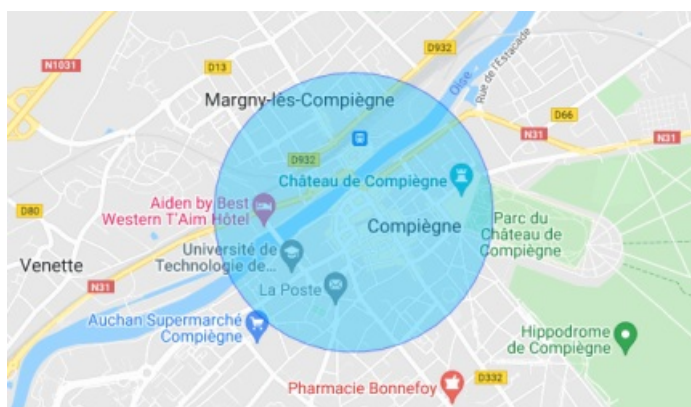 D932
N1031
D13
Oise
Rue de l'Estacade
Margny-lès-Compiègne
D66
N31
N31
D932
Château de Compiègne
Aiden by Best
Western T'Aim Hôtel
D80
Compiègne
Parc du
Château de
Compiègne
Université de
Technologie de...
Venette
N31
La Poste
Auchan Supermarché
Compiègne
Hippodrome
de Compiègne
Pharmacie Bonnefoy
D332